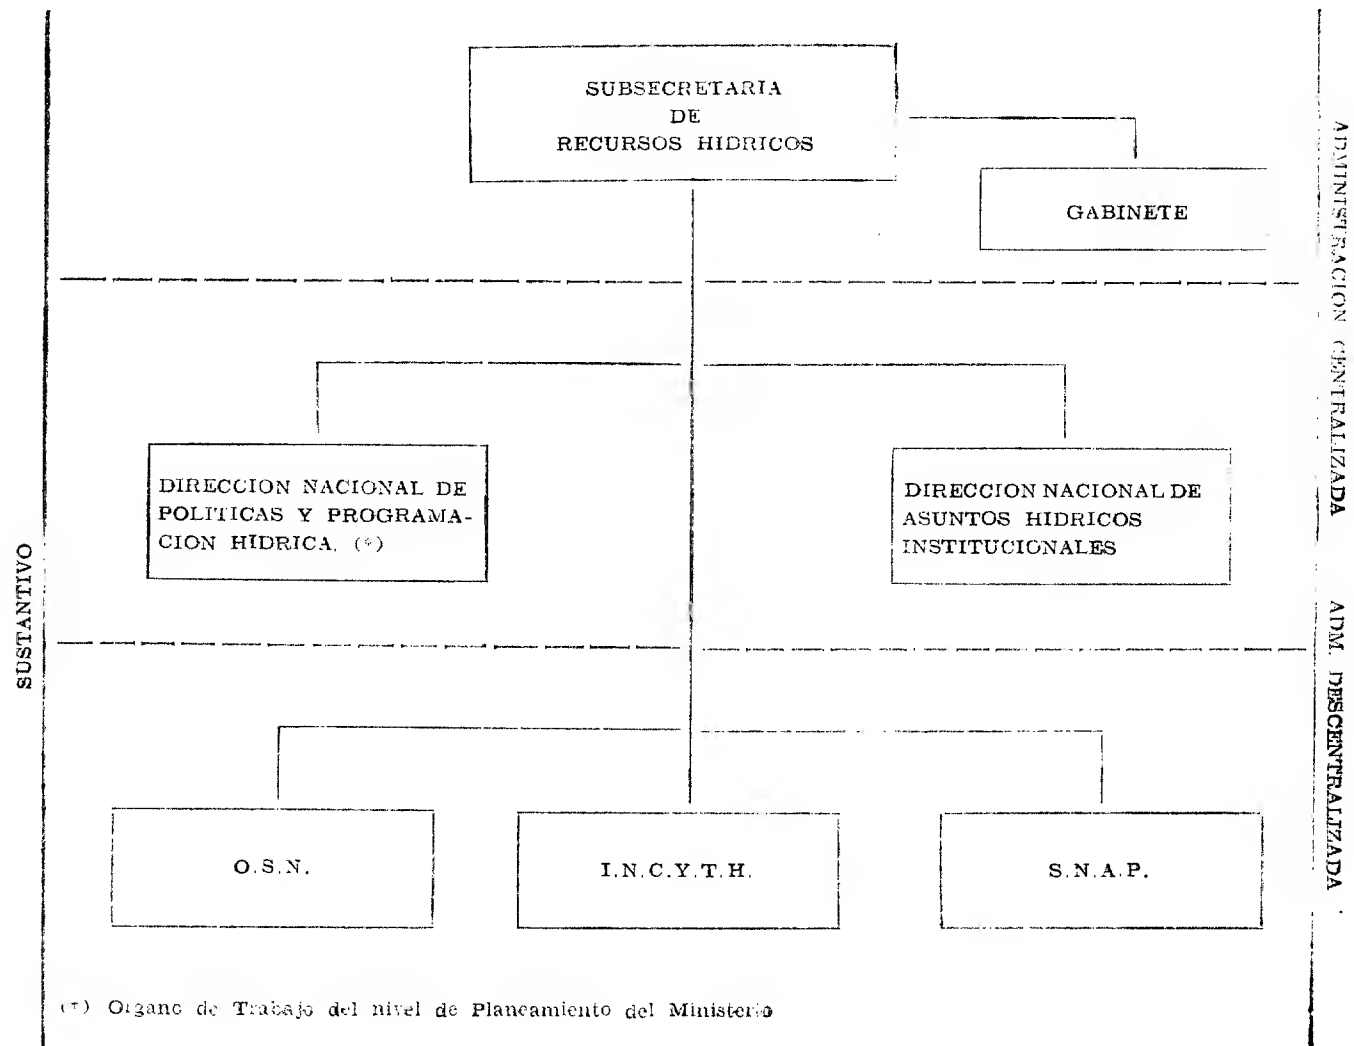 SUBSECRETARIA
DE
RECURSOS HIDRICOS
GABINETE
ADMINISTRACION CENTRALIZADA
DIRECCION NACIONAL DE
POLITICAS Y PROGRAMA-
CION HIDRICA. (*)
DIRECCION NACIONAL DE
ASUNTOS HIDRICOS
INSTITUCIONALES
SUSTANTIVO
ADM. DESCENTRALIZADA
O.S.N.
I.N.C.Y.T.H.
S.N.A.P.
(*) Organo de Trabajo del nivel de Planeamiento del Ministerio